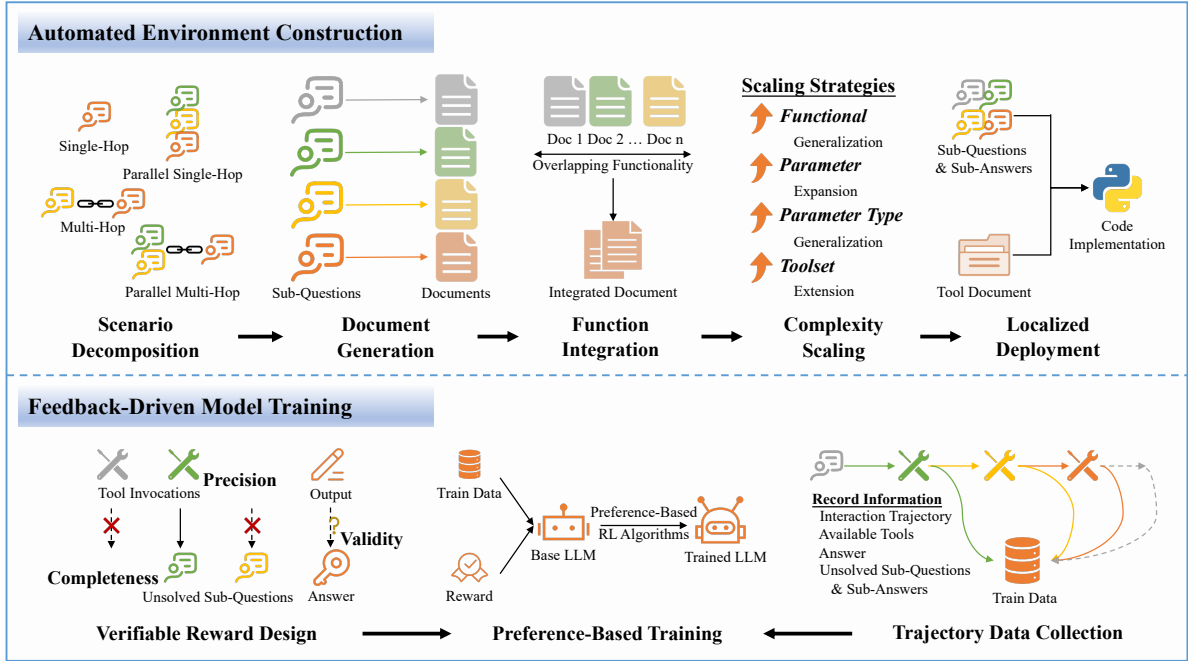 Automated Environment Construction
Single-Hop
Parallel Single-Hop
Multi-Hop
Parallel Multi-Hop
Scenario
Decomposition
Sub-Questions
Documents
Document
Generation
Doc 1 Doc 2 ... Doc n
Overlapping Functionality
Integrated Document
Function
Integration
Scaling Strategies
Functional
Generalization
Parameter
Expansion
Parameter Type
Generalization
Toolset
Extension
Complexity
Scaling
Sub-Questions
& Sub-Answers
Tool Document
Code
Implementation
Localized
Deployment
Feedback-Driven Model Training
Tool Invocations
Precision
Output
?
Validity
Completeness
Unsolved Sub-Questions
Answer
Verifiable Reward Design
Train Data
Reward
Base LLM
Preference-Based
RL Algorithms
Trained LLM
Preference-Based Training
Record Information
Interaction Trajectory
Available Tools
Answer
Unsolved Sub-Questions
& Sub-Answers
Train Data
Trajectory Data Collection